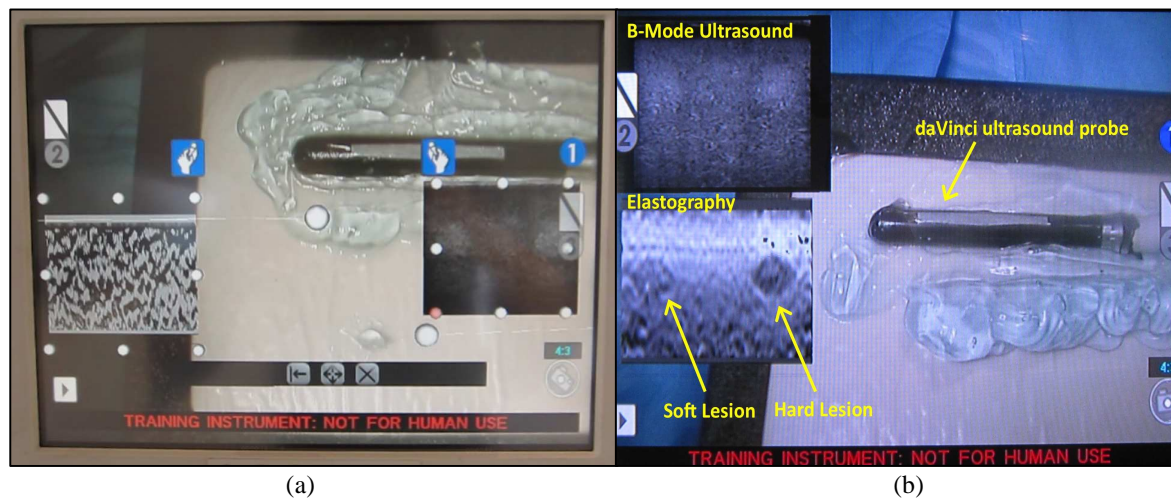 2
1
4:3
TRAINING INSTRUMENT: NOT FOR HUMAN USE
(a)
B-Mode Ultrasound
2
daVinci ultrasound probe
Elastography
Soft Lesion
Hard Lesion
TRAINING INSTRUMENT: NOT FOR HUMAN USE
(b)